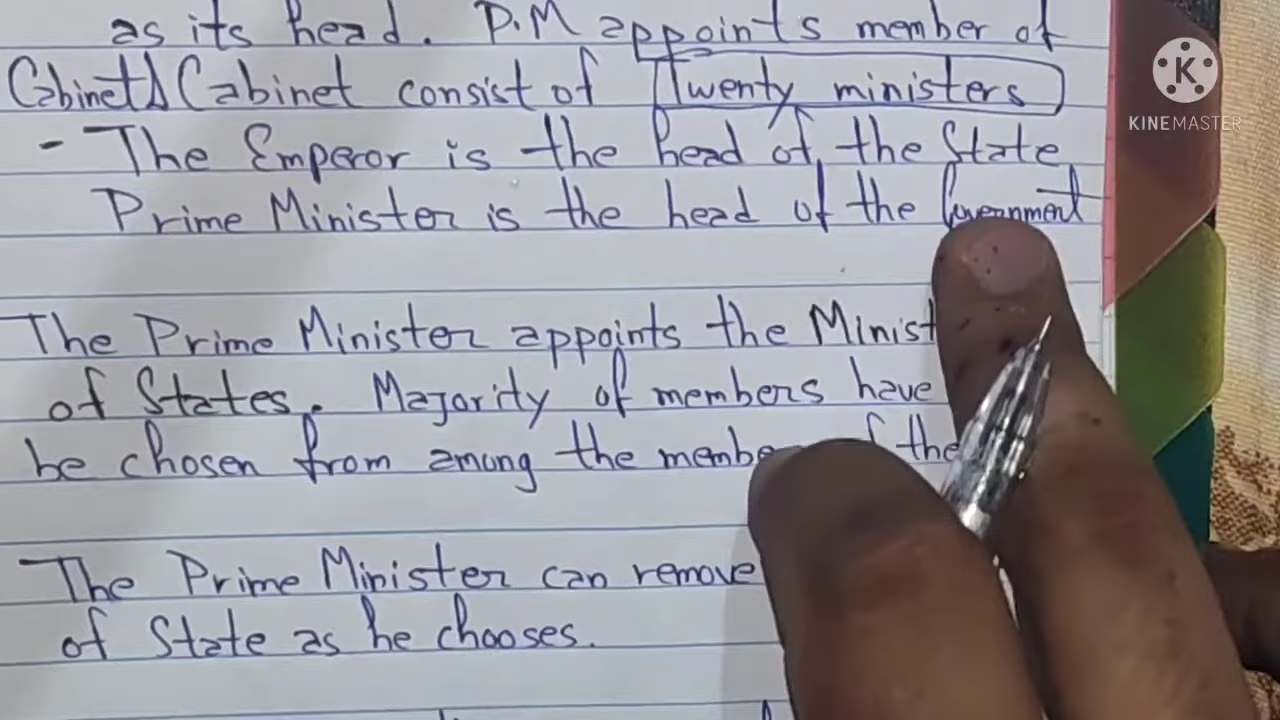 as its head. P.M appoints member of
Cabinet. Cabinet consist of Twenty ministers
- The Emperor is the head of the State
Prime Minister is the head of the Government
The Prime Minister appoints the Minist
of States. Majority of members have
be chosen from among the membe of the
The Prime Minister can remove
of State as he chooses.
K
KINEMASTER